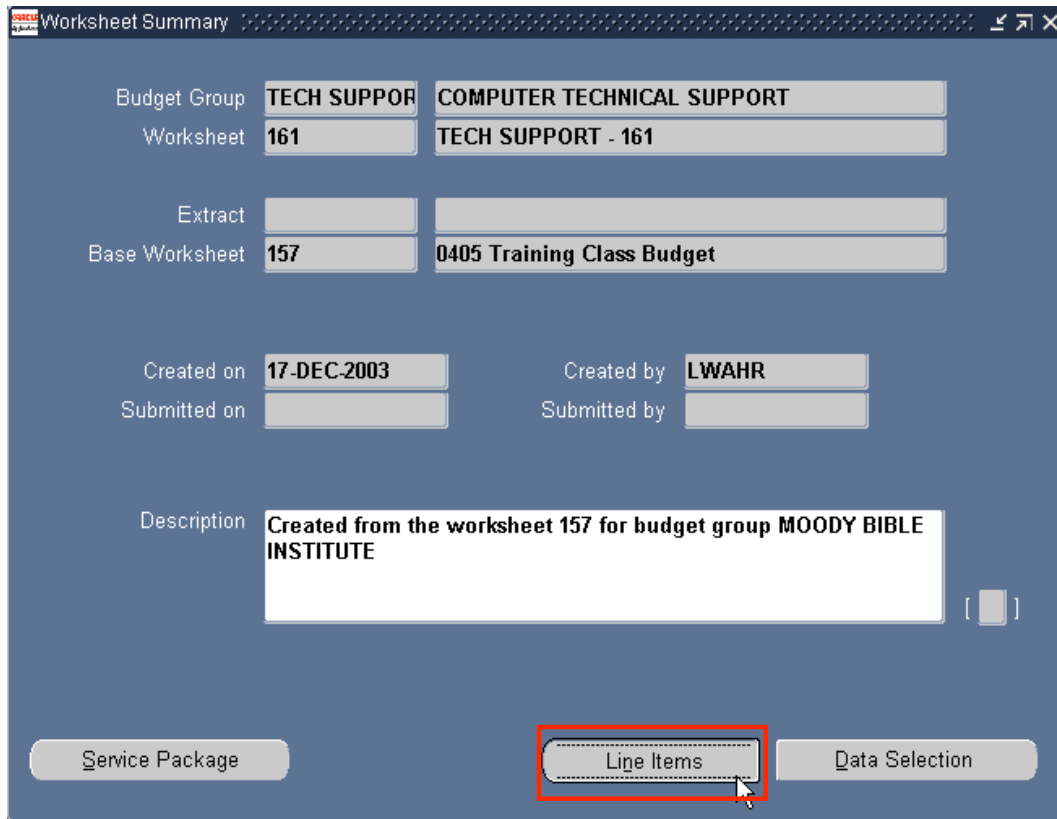 Worksheet Summary
Budget Group TECH SUPPOR COMPUTER TECHNICAL SUPPORT
Worksheet 161 TECH SUPPORT - 161
Extract
Base Worksheet 157 0405 Training Class Budget
Created on 17-DEC-2003 Created by LWAHR
Submitted on Submitted by
Description Created from the worksheet 157 for budget group MOODY BIBLE
INSTITUTE
[ ]
Service Package Line Items Data Selection